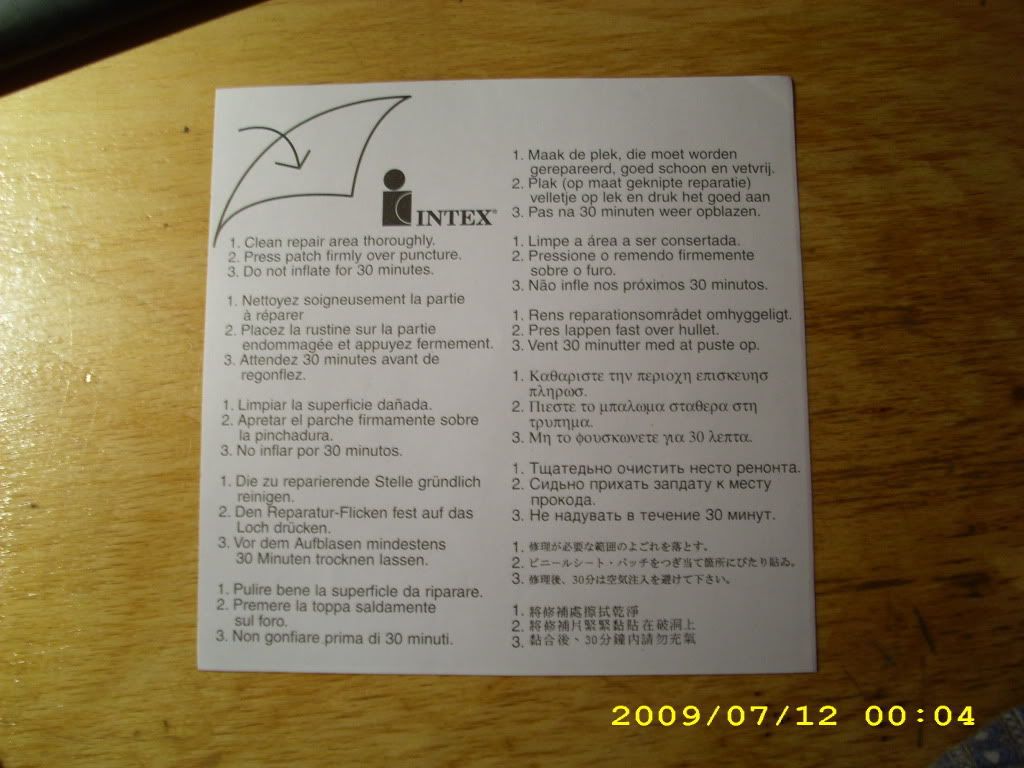 INTEX®
1. Clean repair area thoroughly.
2. Press patch firmly over puncture.
3. Do not inflate for 30 minutes.
1. Nettoyez soigneusement la partie
à réparer
2. Placez la rustine sur la partie
endommagée et appuyez fermement.
3. Attendez 30 minutes avant de
regonflez.
1. Limpiar la superficie dañada.
2. Apretar el parche firmamente sobre
la pinchadura.
3. No inflar por 30 minutos.
1. Die zu reparierende Stelle gründlich
reinigen.
2. Den Reparatur-Flicken fest auf das
Loch drücken.
3. Vor dem Aufblasen mindestens
30 Minuten trocknen lassen.
1. Pulire bene la superficle da riparare.
2. Premere la toppa saldamente
sul foro.
3. Non gonfiare prima di 30 minuti.
1. Maak de plek, die moet worden
gerepareerd, goed schoon en vetvrij.
2. Plak (op maat geknipte reparatie)
velletje op lek en druk het goed aan
3. Pas na 30 minuten weer opblazen.
1. Limpe a área a ser consertada.
2. Pressione o remendo firmemente
sobre o furo.
3. Não infle nos próximos 30 minutos.
1. Rens reparationsområdet omhyggeligt.
2. Pres lappen fast over hullet.
3. Vent 30 minutter med at puste op.
1. Καθαριστε την περιοχη επισκευησ
πληρωσ.
2. Πιεστε το μπαλωμα σταθερα στη
τρυπημα.
3. Μη το φουσκωνετε για 30 λεπτα.
1. Тщатедьно очистить несто ренонта.
2. Сидьно прихать запдату к месту
прокода.
3. Не надувать в течение 30 минут.
1. 修理が必要な範囲のよごれを落とす。
2. ビニールシート・パッチをつぎ当て箇所にぴたり貼ゐ。
3. 修理後、30分は空気注入を避けて下さい。
1. 將修補處擦拭乾淨
2. 將修補片緊緊黏貼在破洞上
3. 黏合後、30分鐘內請勿充氣
2009/07/12 00:04